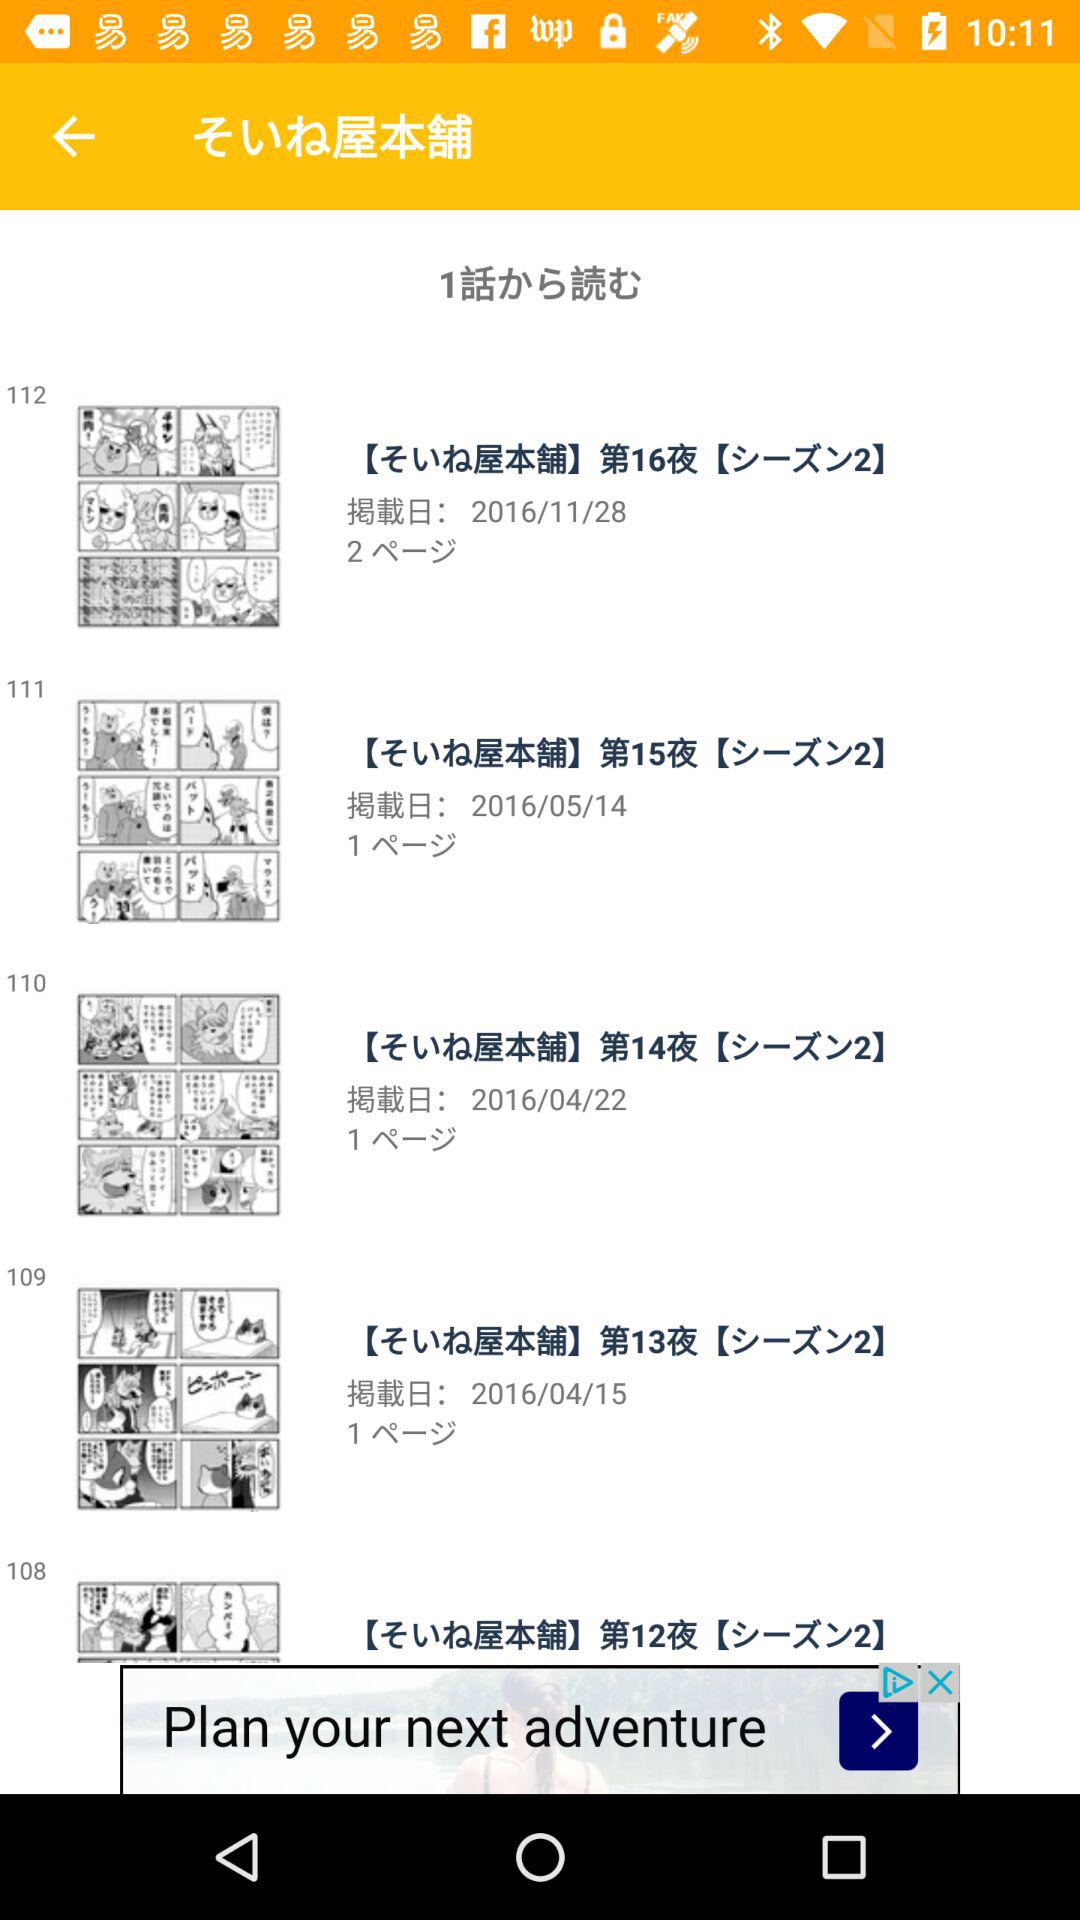 10:11
そいね屋本舗
1話から読む
112
【そいね屋本舗】第16夜【シーズン2】
掲載日： 2016/11/28
2 ページ
111
【そいね屋本舗】第15夜【シーズン2】
掲載日： 2016/05/14
1 ページ
110
【そいね屋本舗】第14夜【シーズン2】
掲載日： 2016/04/22
1 ページ
109
【そいね屋本舗】第13夜【シーズン2】
掲載日： 2016/04/15
1 ページ
108
【そいね屋本舗】第12夜【シーズン2】
Plan your next adventure